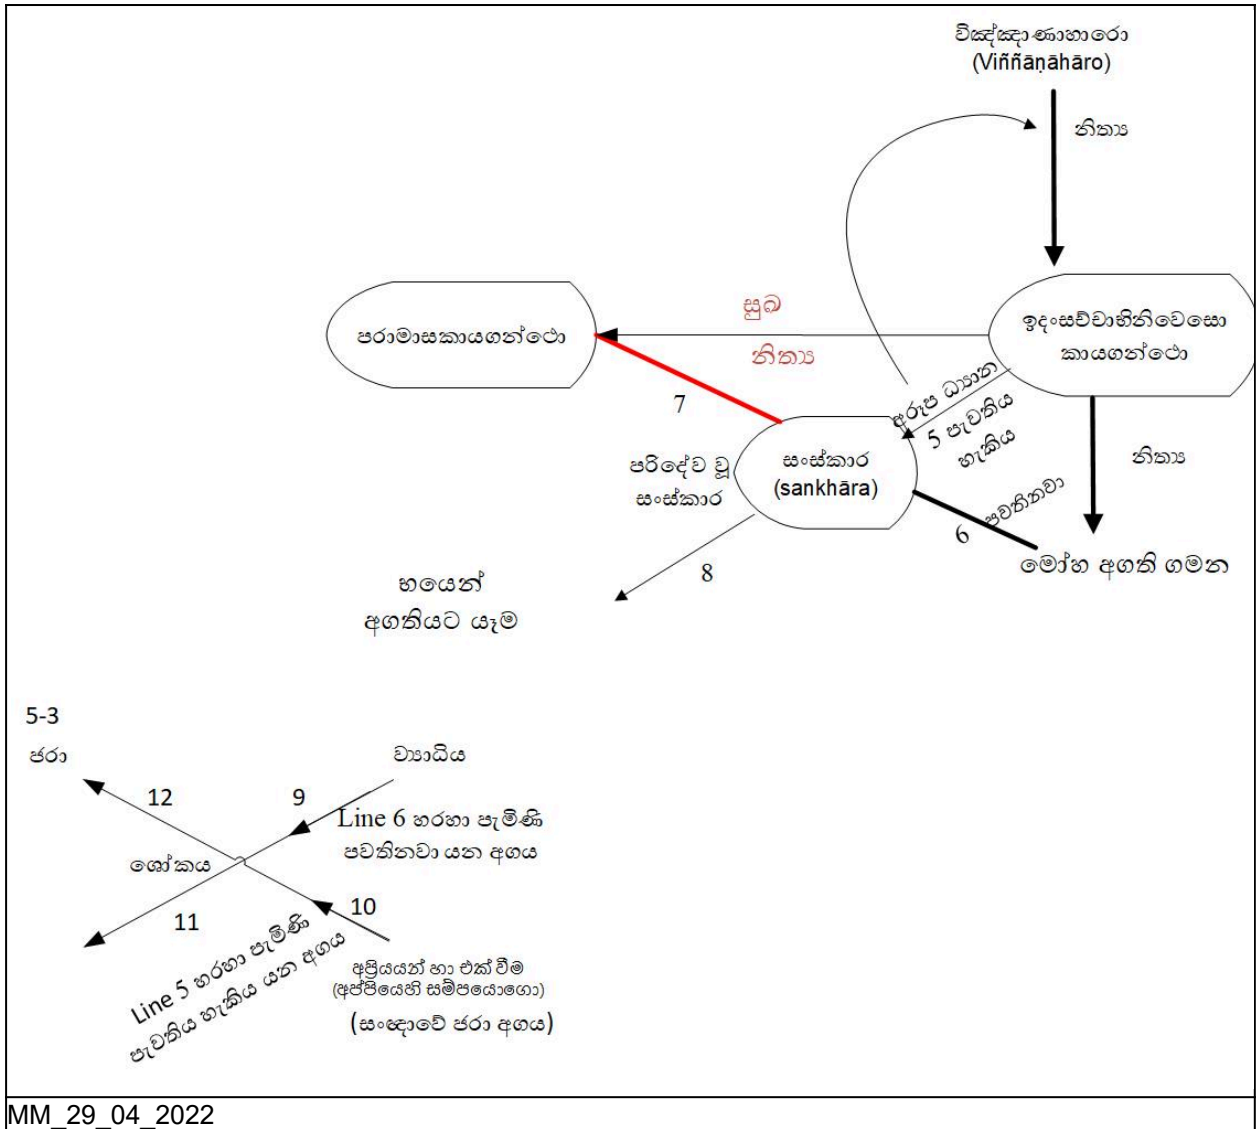 විඤ්ඤාණාහාරො
(Viññāṇāhāro)
නිත්‍ය
සුඛ
නිත්‍ය
පරාමාසකායගන්ථො
ඉදංසච්චාභිනිවෙසො
කායගන්ථො
7
අරූප ධ්‍යාන
5 පැවතිය
හැකිය
පරිදේව වූ
සංස්කාර
සංස්කාර
(sankhāra)
නිත්‍ය
6 පවතිනවා
මෝහ අගති ගමන
8
භයෙන්
අගතියට යෑම
5-3
ජරා
ව්‍යාධිය
12
9
Line 6 හරහා පැමිණි
පවතිනවා යන අගය
ශෝකය
11
10
Line 5 හරහා පැමිණි
පැවතිය හැකිය යන අගය
අප්‍රියයන් හා එක් වීම
(අප්පියෙහි සම්පයොගො)
(සංඥාවේ ජරා අගය)
MM_29_04_2022